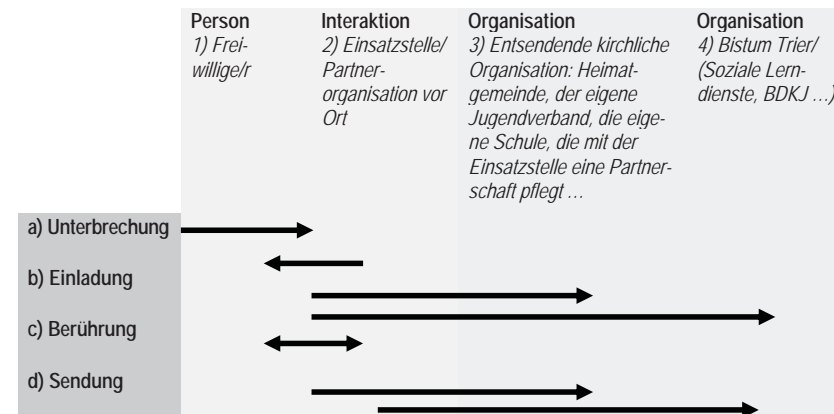 Person
1) Frei-
willige/r
Interaktion
2) Einsatzstelle/
Partner-
organisation vor
Ort
Organisation
3) Entsendende kirchliche
Organisation: Heimat-
gemeinde, der eigene
Jugendverband, die eige-
ne Schule, die mit der
Einsatzstelle eine Partner-
schaft pflegt …
Organisation
4) Bistum Trier/
(Soziale Lern-
dienste, BDKJ …)
a) Unterbrechung
b) Einladung
c) Berührung
d) Sendung